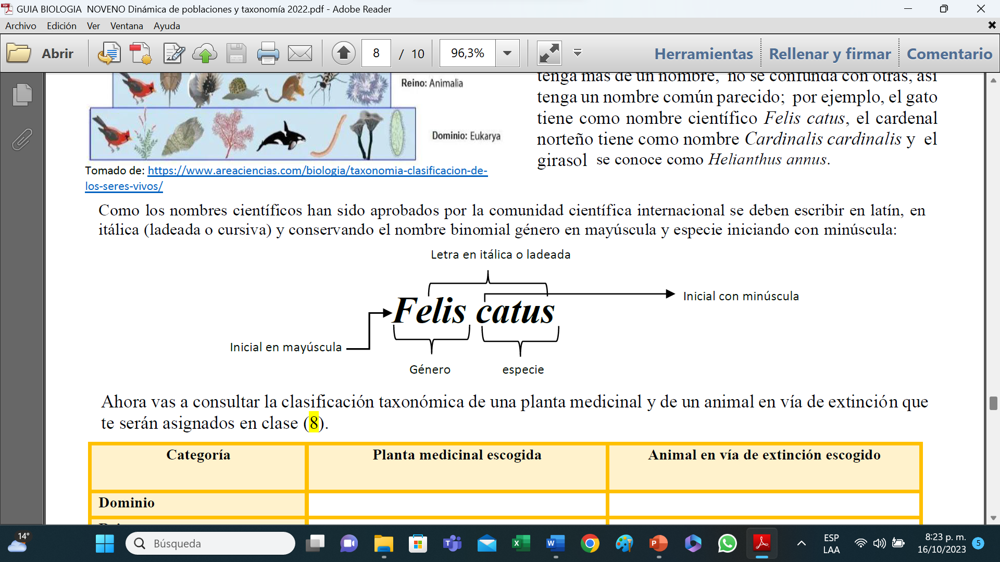 GUIA BIOLOGIA  NOVENO Dinámica de poblaciones y taxonomía 2022.pdf - Adobe Reader
Archivo Edición Ver Ventana Ayuda
Abrir 8 / 10 96,3% Herramientas Rellenar y firmar Comentario
Reino: Animalia
Dominio: Eukarya
Tomado de: https://www.areaciencias.com/biologia/taxonomia-clasificacion-de-
los-seres-vivos/
tenga más de un nombre,  no se confunda con otras, así
tenga un nombre común parecido;  por ejemplo, el gato
tiene como nombre científico Felis catus, el cardenal
norteño tiene como nombre Cardinalis cardinalis y  el
girasol  se conoce como Helianthus annus.
Como los nombres científicos han sido aprobados por la comunidad científica internacional se deben escribir en latín, en
itálica (ladeada o cursiva) y conservando el nombre binomial género en mayúscula y especie iniciando con minúscula:
Letra en itálica o ladeada
Inicial con minúscula
Felis catus
Inicial en mayúscula
Género especie
Ahora vas a consultar la clasificación taxonómica de una planta medicinal y de un animal en vía de extinción que
te serán asignados en clase (8).
Categoría Planta medicinal escogida Animal en vía de extinción escogido
Dominio
14° Búsqueda ESP 8:23 p. m.
LAA 16/10/2023 5